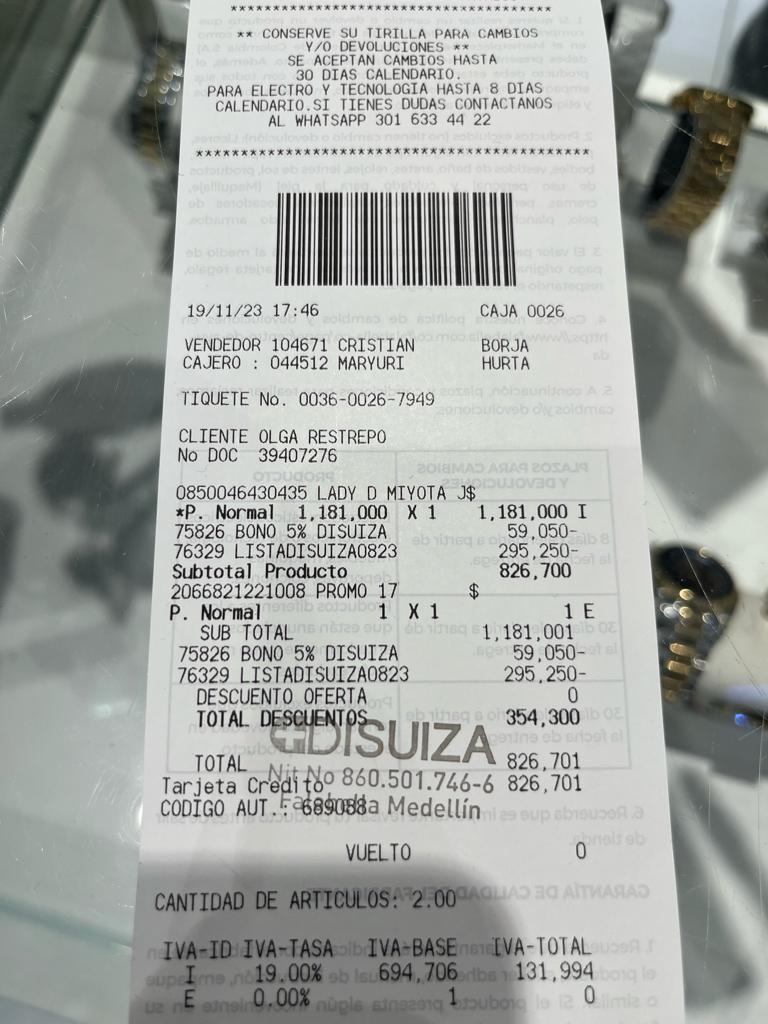 ** CONSERVE SU TIRILLA PARA CAMBIOS
Y/O DEVOLUCIONES **
SE ACEPTAN CAMBIOS HASTA
30 DIAS CALENDARIO.
PARA ELECTRO Y TECNOLOGIA HASTA 8 DIAS
CALENDARIO.SI TIENES DUDAS CONTACTANOS
AL WHATSAPP 301 633 44 22
19/11/23 17:46 CAJA 0026
VENDEDOR 104671 CRISTIAN BORJA
CAJERO : 044512 MARYURI HURTA
TIQUETE No. 0036-0026-7949
CLIENTE OLGA RESTREPO
No DOC 39407276
0850046430435 LADY D MIYOTA J$
*P. Normal 1,181,000 X 1 1,181,000 I
75826 BONO 5% DISUIZA 59,050-
76329 LISTADISUIZA0823 295,250-
Subtotal Producto 826,700
2066821221008 PROMO 17 $
P. Normal 1 X 1 1 E
SUB TOTAL 1,181,001
75826 BONO 5% DISUIZA 59,050-
76329 LISTADISUIZA0823 295,250-
DESCUENTO OFERTA 0
TOTAL DESCUENTOS 354,300
DISUIZA
TOTAL 826,701
Nit No 860.501.746-6
Tarjeta Credito 826,701
CODIGO AUT.: 689088
Falabella Medellín
VUELTO 0
CANTIDAD DE ARTICULOS: 2.00
IVA-ID IVA-TASA IVA-BASE IVA-TOTAL
I 19.00% 694,706 131,994
E 0.00% 1 0